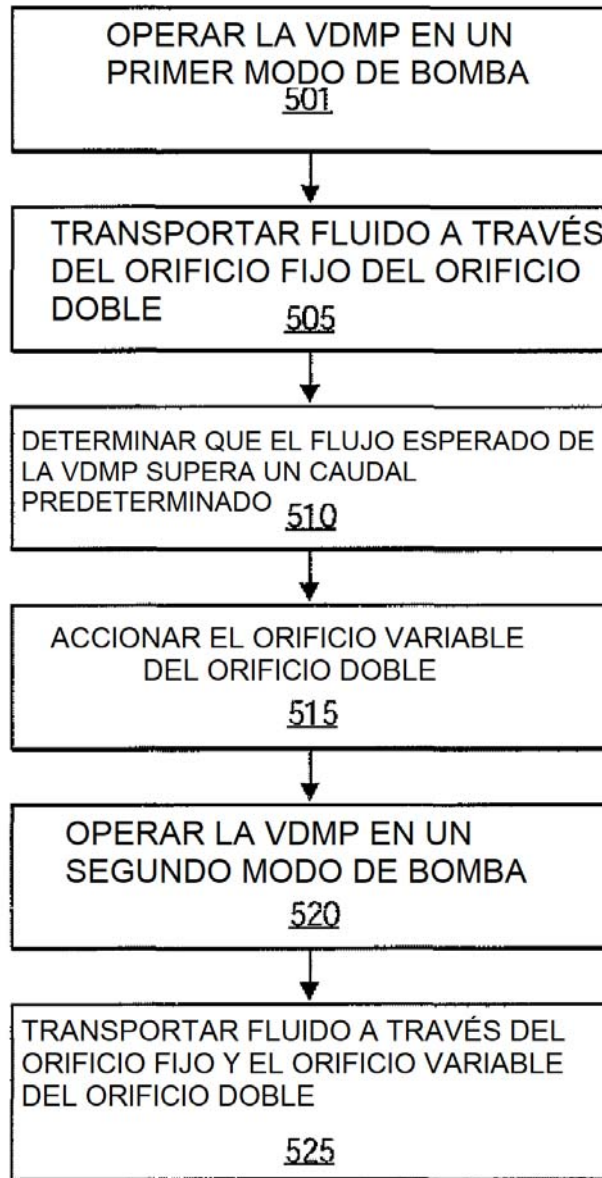 OPERAR LA VDMP EN UN
PRIMER MODO DE BOMBA
501
TRANSPORTAR FLUIDO A TRAVÉS
DEL ORIFICIO FIJO DEL ORIFICIO
DOBLE
505
DETERMINAR QUE EL FLUJO ESPERADO DE
LA VDMP SUPERA UN CAUDAL
PREDETERMINADO
510
ACCIONAR EL ORIFICIO VARIABLE
DEL ORIFICIO DOBLE
515
OPERAR LA VDMP EN UN
SEGUNDO MODO DE BOMBA
520
TRANSPORTAR FLUIDO A TRAVÉS DEL
ORIFICIO FIJO Y EL ORIFICIO VARIABLE
DEL ORIFICIO DOBLE
525